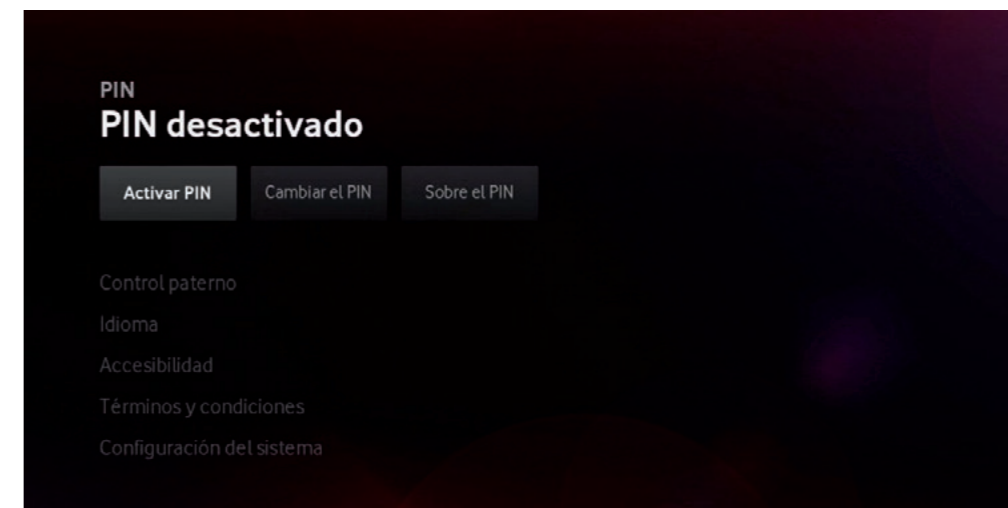 PIN
PIN desactivado
Activar PIN Cambiar el PIN Sobre el PIN
Control paterno
Idioma
Accesibilidad
Términos y condiciones
Configuración del sistema